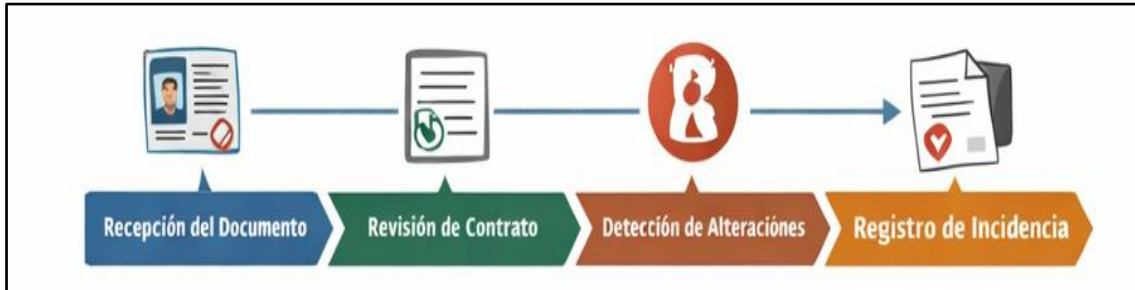 Recepción del Documento
Revisión de Contrato
Detección de Alteraciónes
Registro de Incidencia